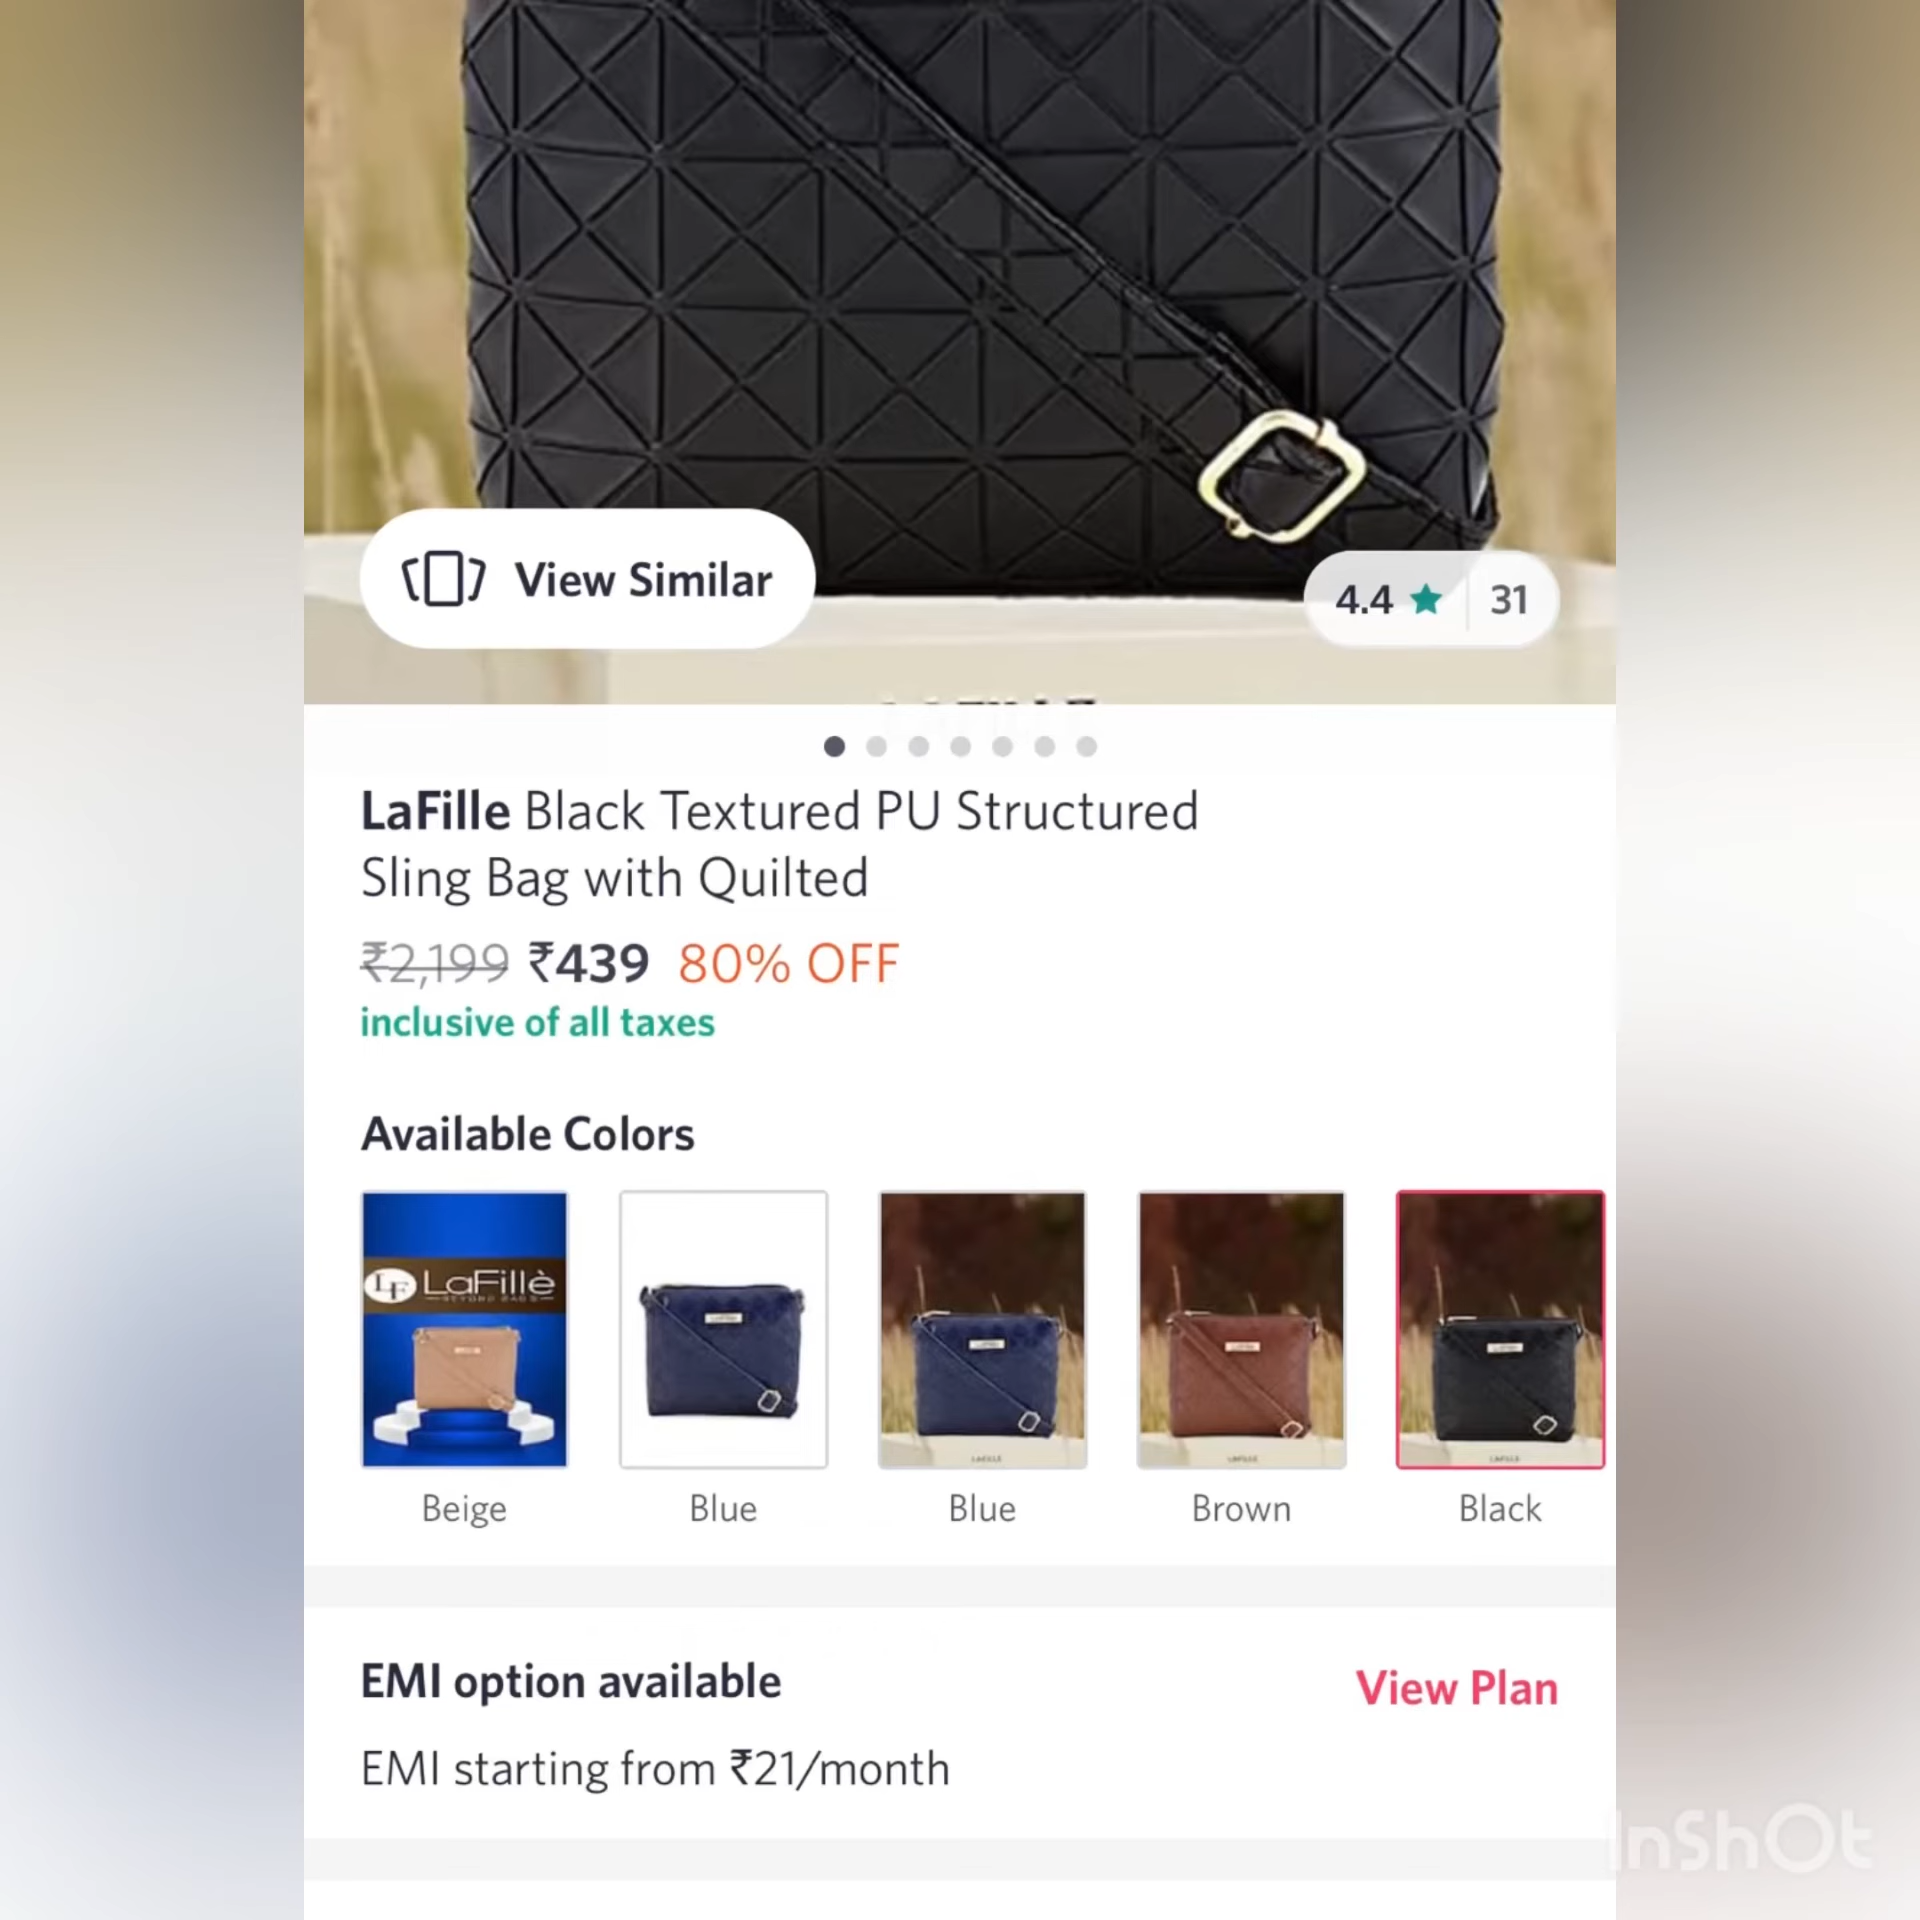 View Similar
4.4 31
LaFille Black Textured PU Structured
Sling Bag with Quilted
₹2,199 ₹439 80% OFF
inclusive of all taxes
Available Colors
LF LaFillè
Beige
Blue
Blue
Brown
Black
EMI option available
View Plan
EMI starting from ₹21/month
InShOt